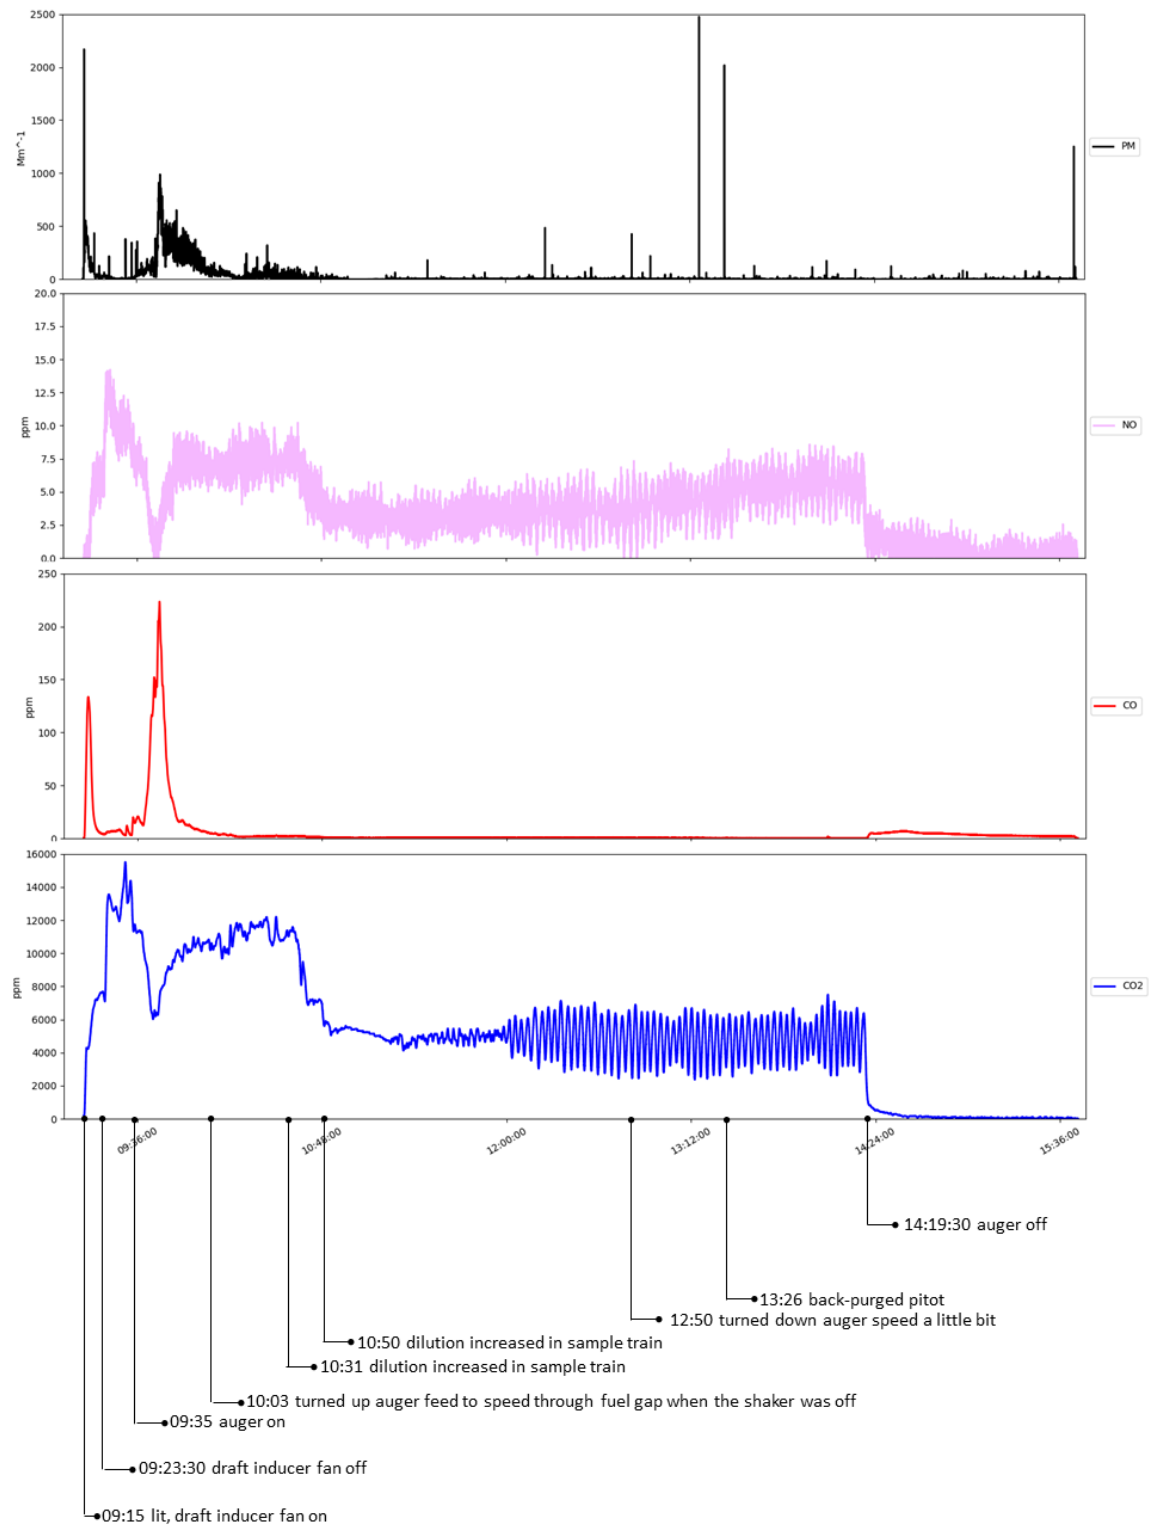 2500
2000
1500
1000
500
0
Mm^-1
PM
20.0
17.5
15.0
12.5
10.0
7.5
5.0
2.5
0.0
ppm
NO
250
200
150
100
50
0
ppm
CO
16000
14000
12000
10000
8000
6000
4000
2000
0
ppm
CO2
09:36:00
10:48:00
12:00:00
13:12:00
14:24:00
15:36:00
14:19:30 auger off
13:26 back-purged pitot
12:50 turned down auger speed a little bit
10:50 dilution increased in sample train
10:31 dilution increased in sample train
10:03 turned up auger feed to speed through fuel gap when the shaker was off
09:35 auger on
09:23:30 draft inducer fan off
09:15 lit, draft inducer fan on